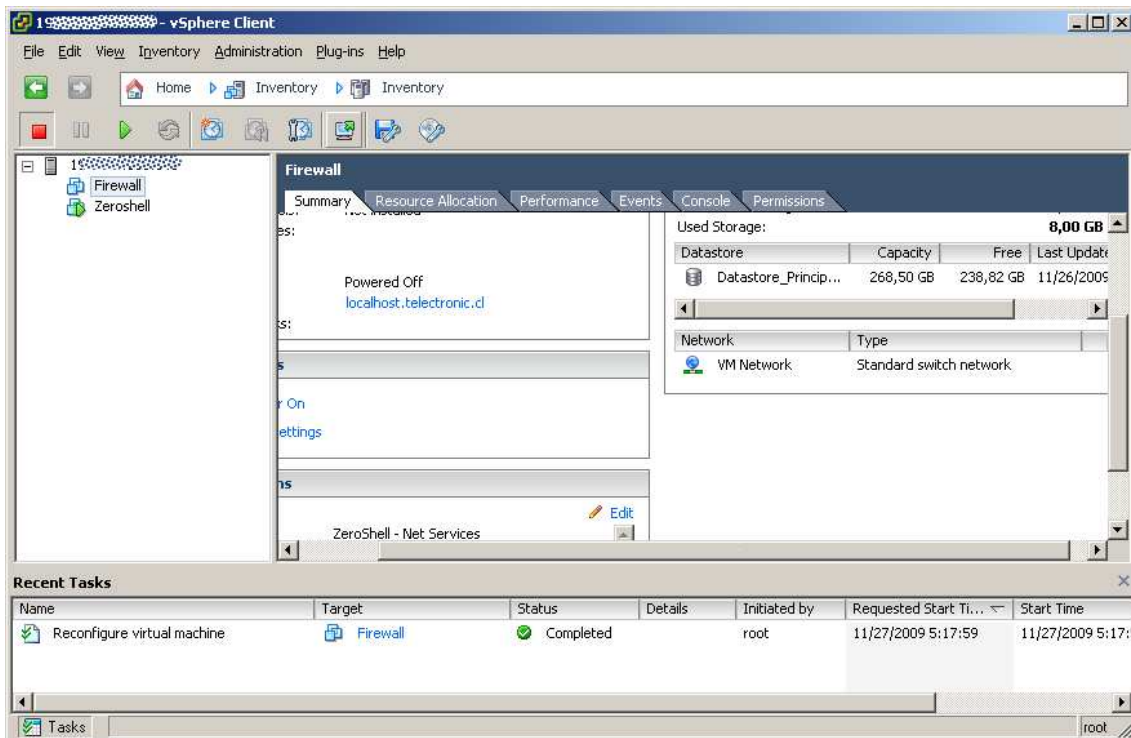 19 - vSphere Client
File Edit View Inventory Administration Plug-ins Help
Home Inventory Inventory
19
Firewall
Zeroshell
Firewall
Summary Resource Allocation Performance Events Console Permissions
es:
Powered Off
localhost.telectronic.cl
s:
s
r On
ettings
ns
Edit
ZeroShell - Net Services
Used Storage: 8,00 GB
Datastore Capacity Free Last Update
Datastore_Princip... 268,50 GB 238,82 GB 11/26/2009
Network Type
VM Network Standard switch network
Recent Tasks
Name Target Status Details Initiated by Requested Start Ti... Start Time
Reconfigure virtual machine Firewall Completed root 11/27/2009 5:17:59 11/27/2009 5:17:
Tasks root